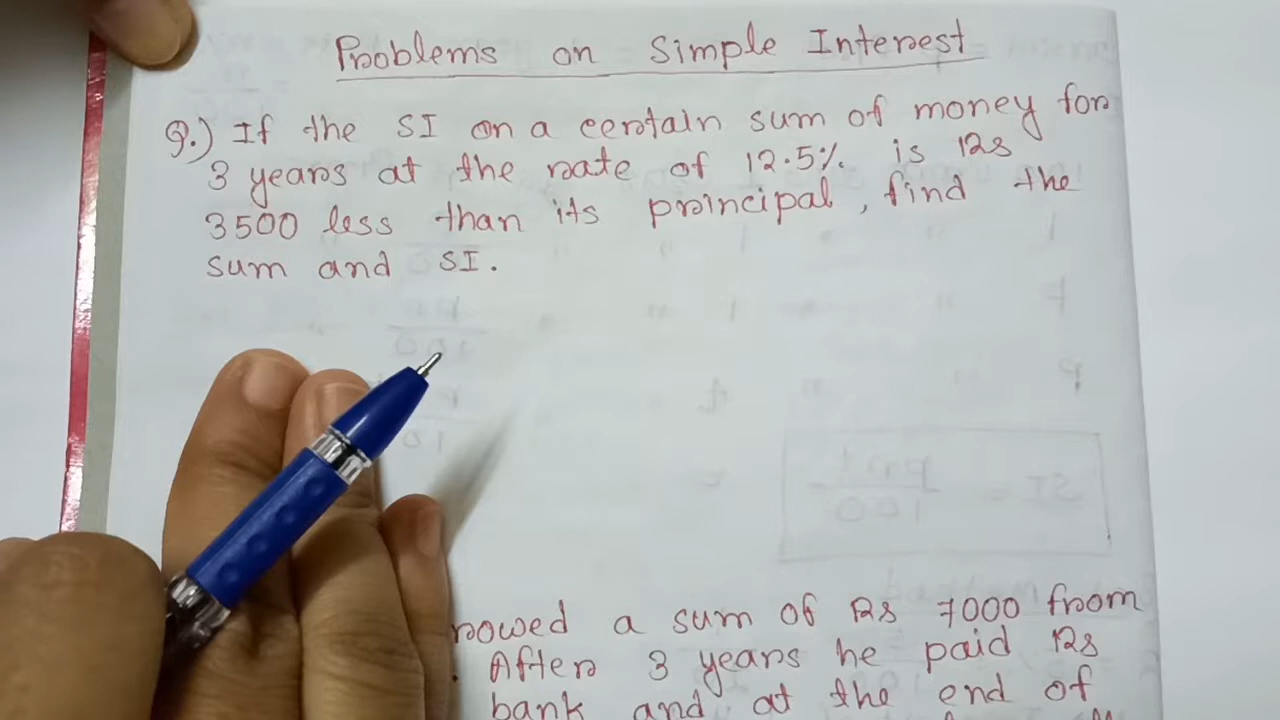 Problems on Simple Interest
Q.) If the SI on a certain sum of money for
3 years at the rate of 12.5% is Rs
3500 less than its principal, find the
sum and SI.
rowed a sum of Rs 7000 from
After 3 years he paid Rs
bank and at the end of